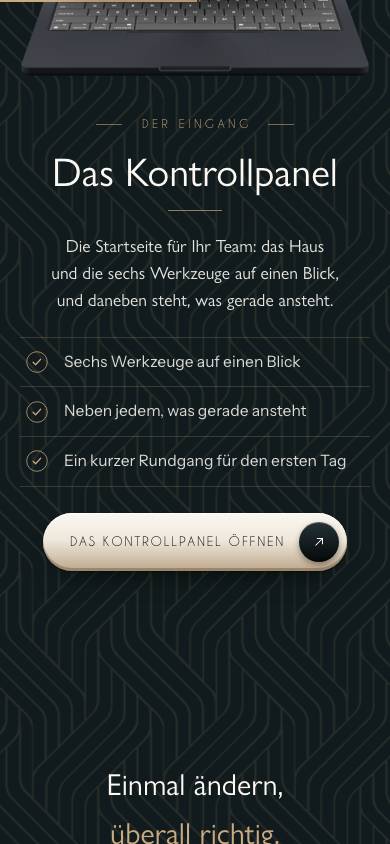 DER EINGANG
Das Kontrollpanel
Die Startseite für Ihr Team: das Haus
und die sechs Werkzeuge auf einen Blick,
und daneben steht, was gerade ansteht.
Sechs Werkzeuge auf einen Blick
Neben jedem, was gerade ansteht
Ein kurzer Rundgang für den ersten Tag
DAS KONTROLLPANEL ÖFFNEN
Einmal ändern,
überall richtig.